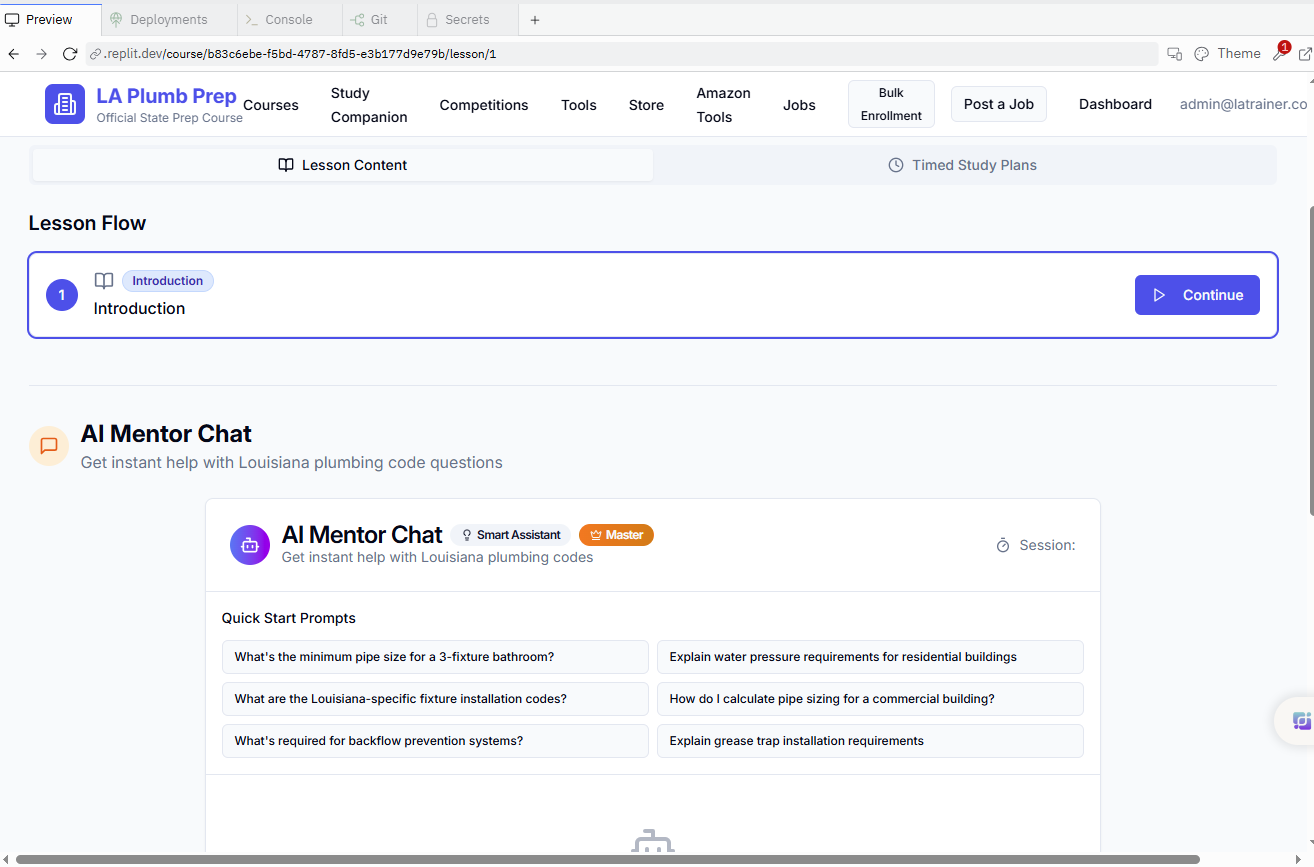 Preview
Deployments
Console
Git
Secrets
.replit.dev/course/b83c6ebe-f5bd-4787-8fd5-e3b177d9e79b/lesson/1
Theme
1
LA Plumb Prep
Official State Prep Course
Courses
Study
Companion
Competitions
Tools
Store
Amazon
Tools
Jobs
Bulk
Enrollment
Post a Job
Dashboard
admin@latrainer.co
Lesson Content
Timed Study Plans
Lesson Flow
1
Introduction
Introduction
Continue
AI Mentor Chat
Get instant help with Louisiana plumbing code questions
AI Mentor Chat
Smart Assistant
Master
Get instant help with Louisiana plumbing codes
Session:
Quick Start Prompts
What's the minimum pipe size for a 3-fixture bathroom?
Explain water pressure requirements for residential buildings
What are the Louisiana-specific fixture installation codes?
How do I calculate pipe sizing for a commercial building?
What's required for backflow prevention systems?
Explain grease trap installation requirements